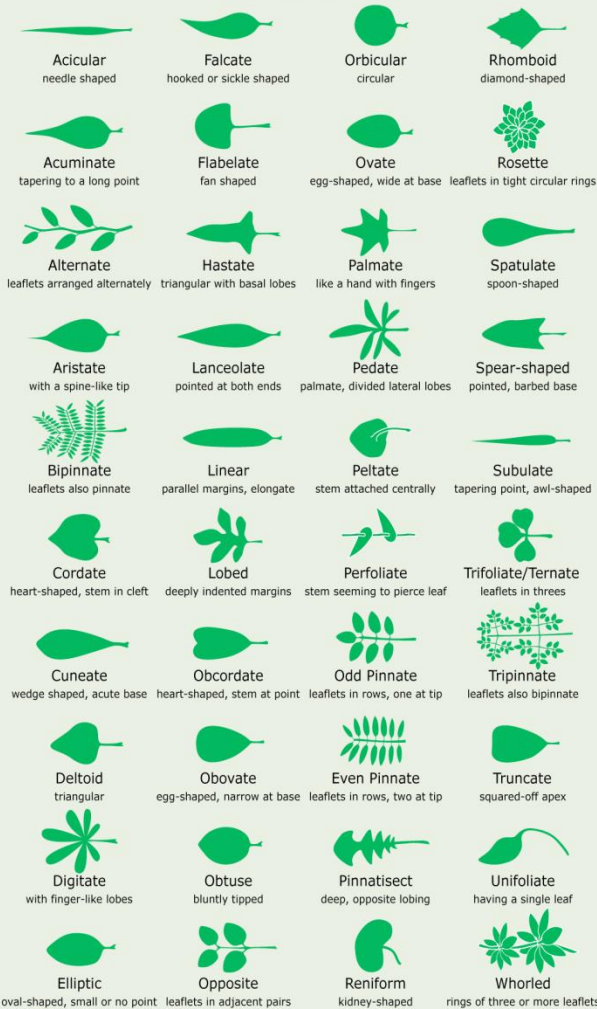 Acicular
needle shaped
Falcate
hooked or sickle shaped
Orbicular
circular
Rhomboid
diamond-shaped
Acuminate
tapering to a long point
Flabelate
fan shaped
Ovate
egg-shaped, wide at base
Rosette
leaflets in tight circular rings
Alternate
leaflets arranged alternately
Hastate
triangular with basal lobes
Palmate
like a hand with fingers
Spatulate
spoon-shaped
Aristate
with a spine-like tip
Lanceolate
pointed at both ends
Pedate
palmate, divided lateral lobes
Spear-shaped
pointed, barbed base
Bipinnate
leaflets also pinnate
Linear
parallel margins, elongate
Peltate
stem attached centrally
Subulate
tapering point, awl-shaped
Cordate
heart-shaped, stem in cleft
Lobed
deeply indented margins
Perfoliate
stem seeming to pierce leaf
Trifoliate/Ternate
leaflets in threes
Cuneate
wedge shaped, acute base
Obcordate
heart-shaped, stem at point
Odd Pinnate
leaflets in rows, one at tip
Tripinnate
leaflets also bipinnate
Deltoid
triangular
Obovate
egg-shaped, narrow at base
Even Pinnate
leaflets in rows, two at tip
Truncate
squared-off apex
Digitate
with finger-like lobes
Obtuse
bluntly tipped
Pinnatisect
deep, opposite lobing
Unifoliate
having a single leaf
Elliptic
oval-shaped, small or no point
Opposite
leaflets in adjacent pairs
Reniform
kidney-shaped
Whorled
rings of three or more leaflets